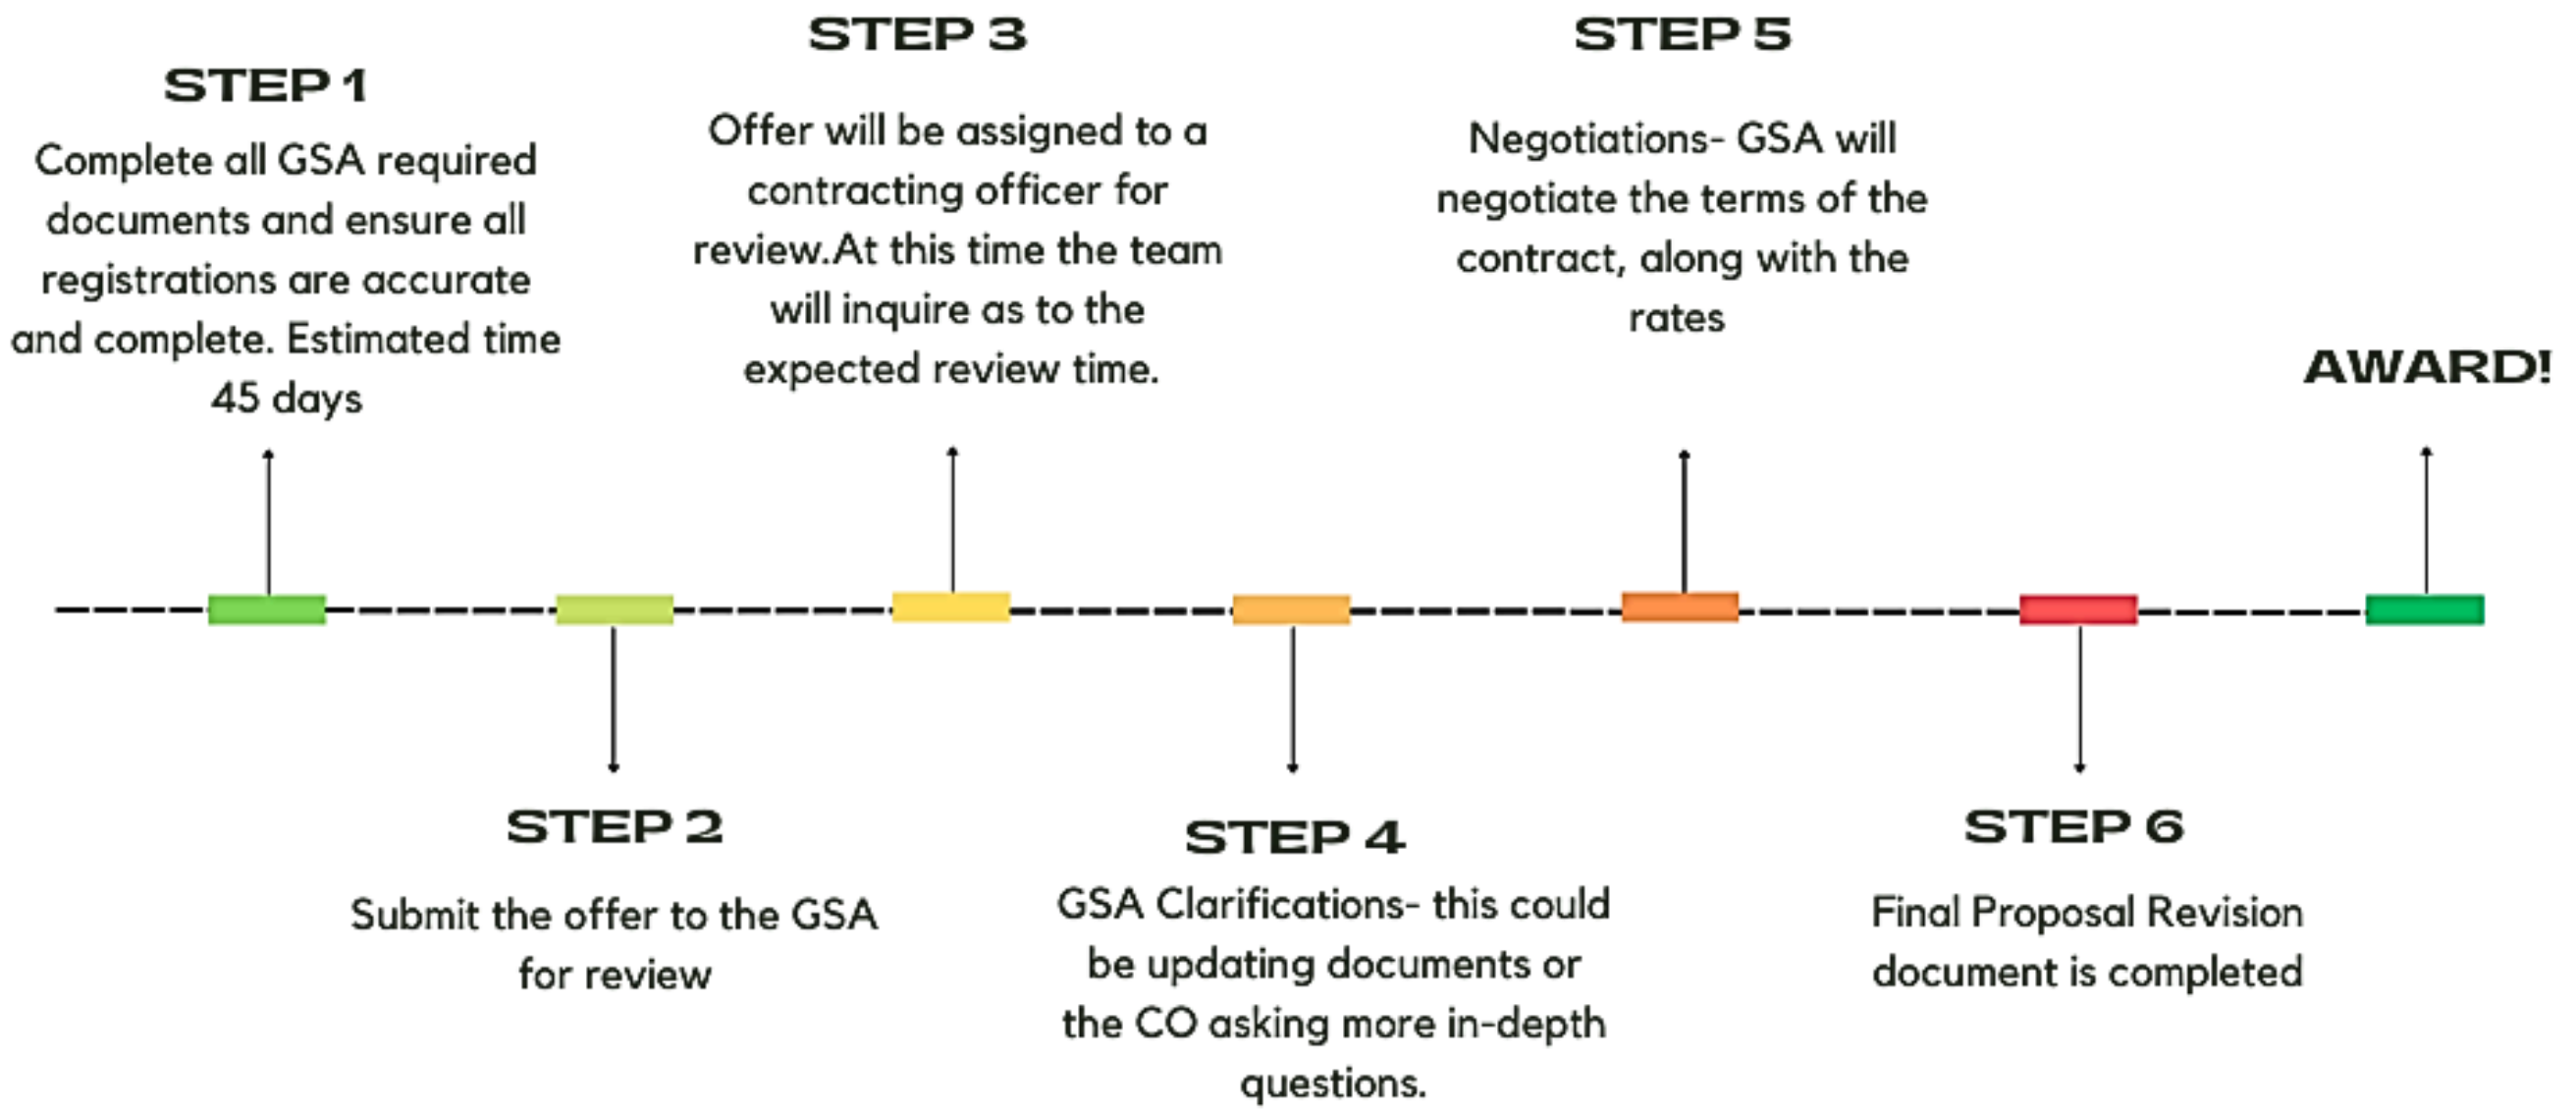 STEP 1
Complete all GSA required
documents and ensure all
registrations are accurate
and complete. Estimated time
45 days
STEP 2
Submit the offer to the GSA
for review
STEP 3
Offer will be assigned to a
contracting officer for
review.At this time the team
will inquire as to the
expected review time.
STEP 4
GSA Clarifications- this could
be updating documents or
the CO asking more in-depth
questions.
STEP 5
Negotiations- GSA will
negotiate the terms of the
contract, along with the
rates
STEP 6
Final Proposal Revision
document is completed
AWARD!